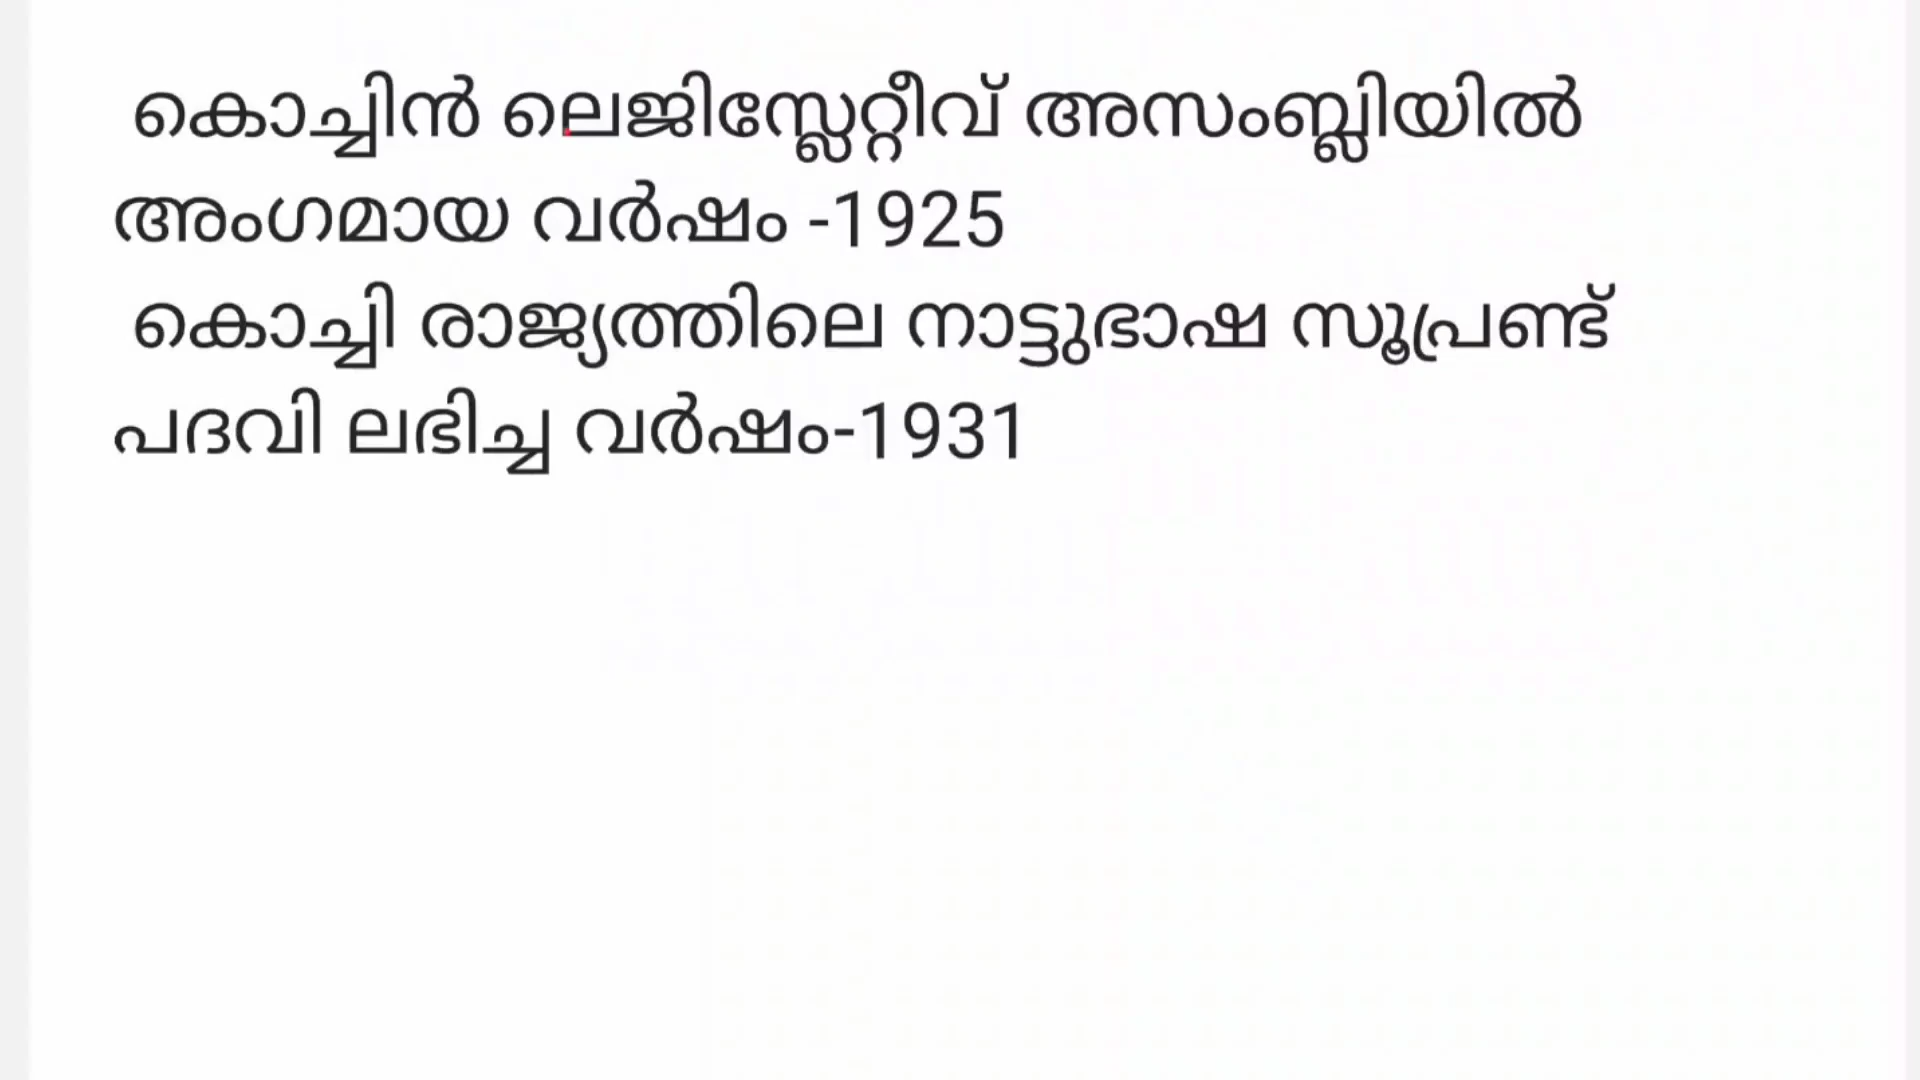 കൊച്ചിൻ ലെജിസ്ലേറ്റീവ് അസംബ്ലിയിൽ
അംഗമായ വർഷം -1925
കൊച്ചി രാജ്യത്തിലെ നാട്ടുഭാഷ സൂപ്രണ്ട്
പദവി ലഭിച്ച വർഷം-1931